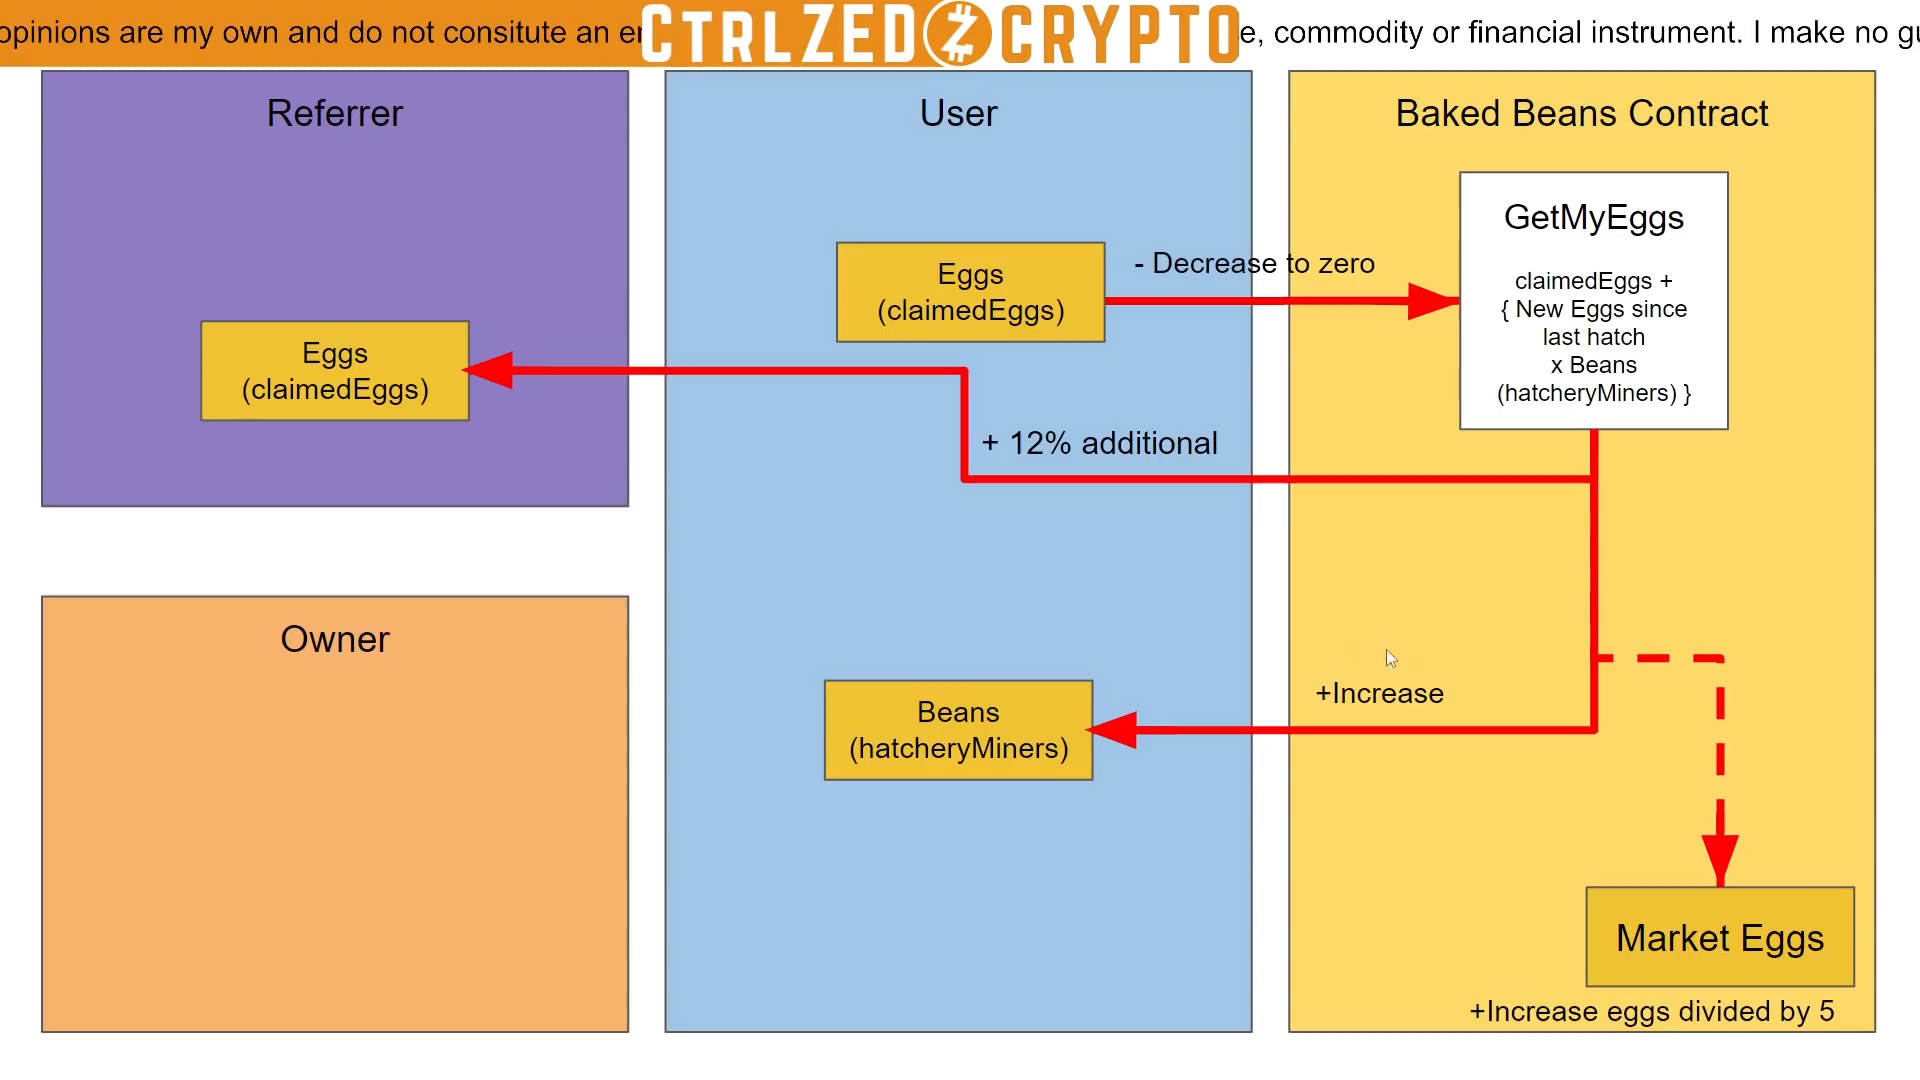 opinions are my own and do not consitute an
CTRLZED CRYPTO
commodity or financial instrument. I make no
Referrer
User
Baked Beans Contract
GetMyEggs
claimedEggs +
{ New Eggs since
last hatch
x Beans
(hatcheryMiners) }
Eggs
(claimedEggs)
- Decrease to zero
Eggs
(claimedEggs)
+ 12% additional
Owner
+Increase
Beans
(hatcheryMiners)
Market Eggs
+Increase eggs divided by 5